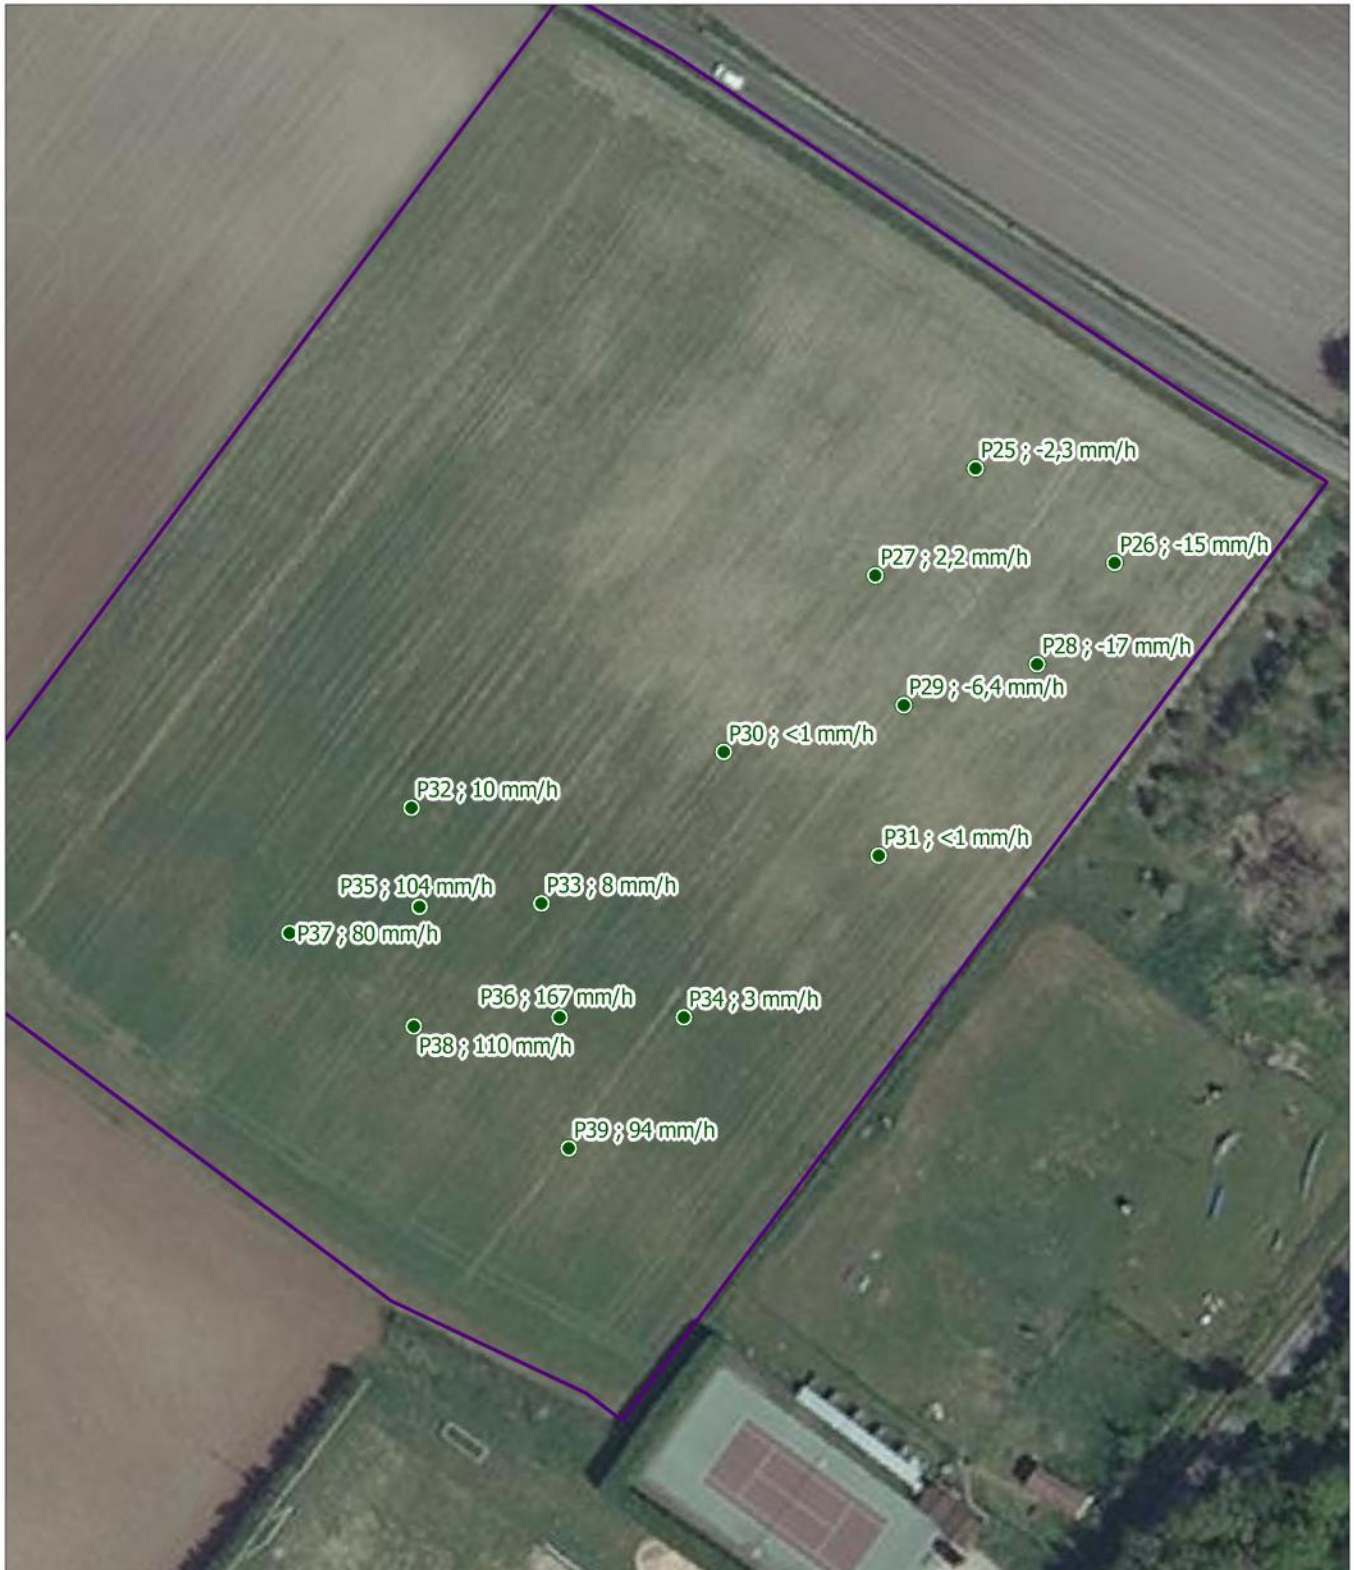 P25 ; -2,3 mm/h
P26 ; -15 mm/h
P27 ; 2,2 mm/h
P28 ; -17 mm/h
P29 ; -6,4 mm/h
P30 ; <1 mm/h
P32 ; 10 mm/h
P31 ; <1 mm/h
P35 ; 104 mm/h
P33 ; 8 mm/h
P37 ; 80 mm/h
P36 ; 167 mm/h
P34 ; 3 mm/h
P38 ; 110 mm/h
P39 ; 94 mm/h